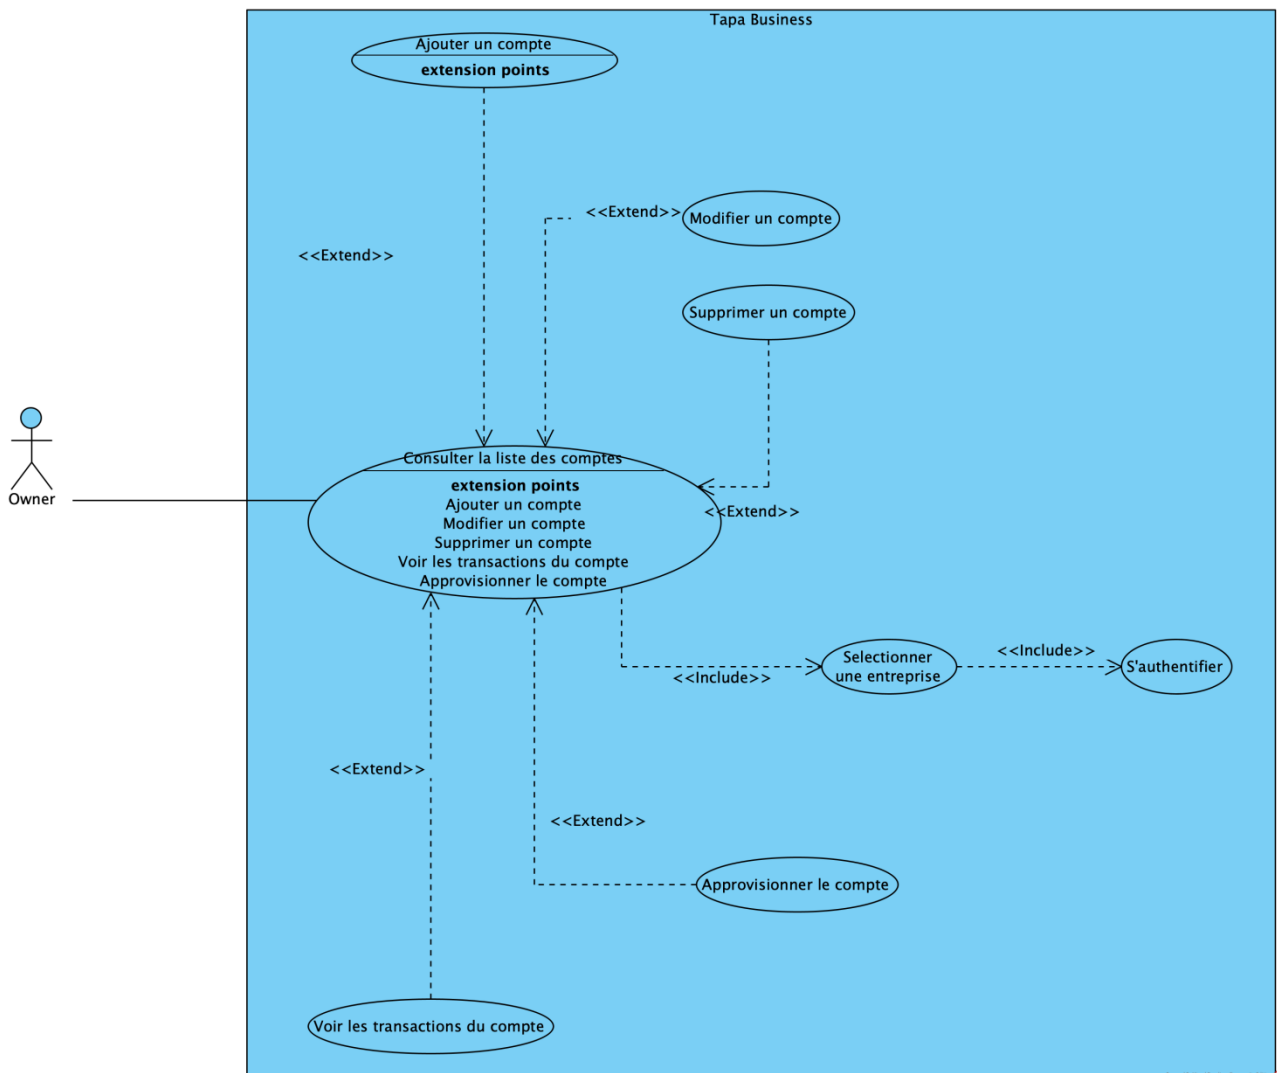 Tapa Business
Ajouter un compte
extension points
<<Extend>>
Modifier un compte
<<Extend>>
Supprimer un compte
Owner
Consulter la liste des comptes
extension points
Ajouter un compte
Modifier un compte
Supprimer un compte
Voir les transactions du compte
Approvisionner le compte
<<Extend>>
Selectionner
une entreprise
<<Include>>
<<Include>>
S'authentifier
<<Extend>>
<<Extend>>
Approvisionner le compte
Voir les transactions du compte